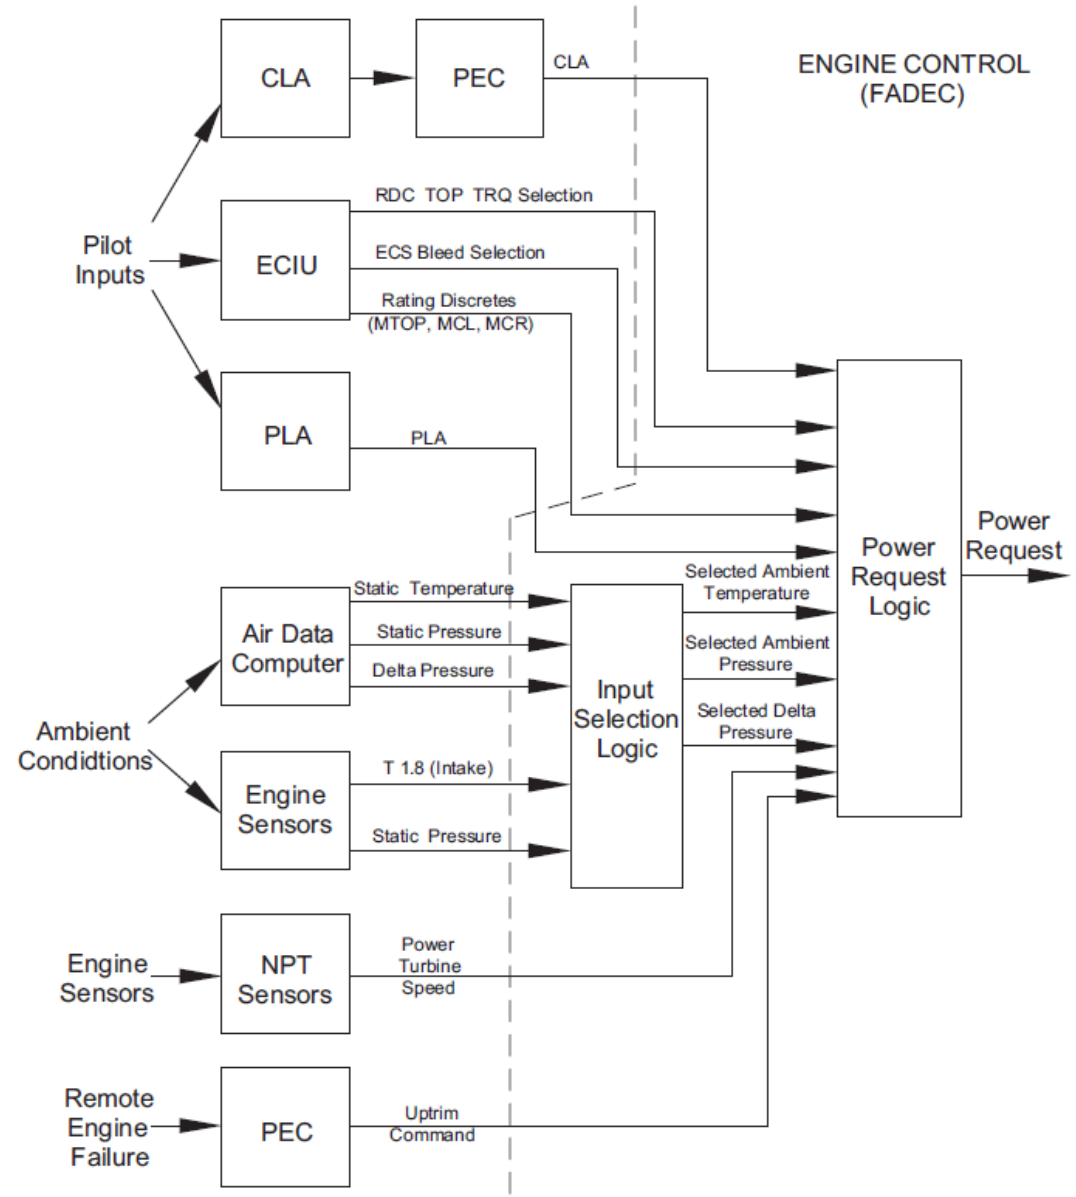 CLA
PEC
CLA
ENGINE CONTROL
(FADEC)
Pilot
Inputs
ECIU
RDC TOP TRQ Selection
ECS Bleed Selection
Rating Discretes
(MTOP, MCL, MCR)
PLA
PLA
Power
Request
Logic
Power
Request
Ambient
Condidtions
Air Data
Computer
Static Temperature
Static Pressure
Delta Pressure
Engine
Sensors
T 1.8 (Intake)
Static Pressure
Input
Selection
Logic
Selected Ambient
Temperature
Selected Ambient
Pressure
Selected Delta
Pressure
Engine
Sensors
NPT
Sensors
Power
Turbine
Speed
Remote
Engine
Failure
PEC
Uptrim
Command